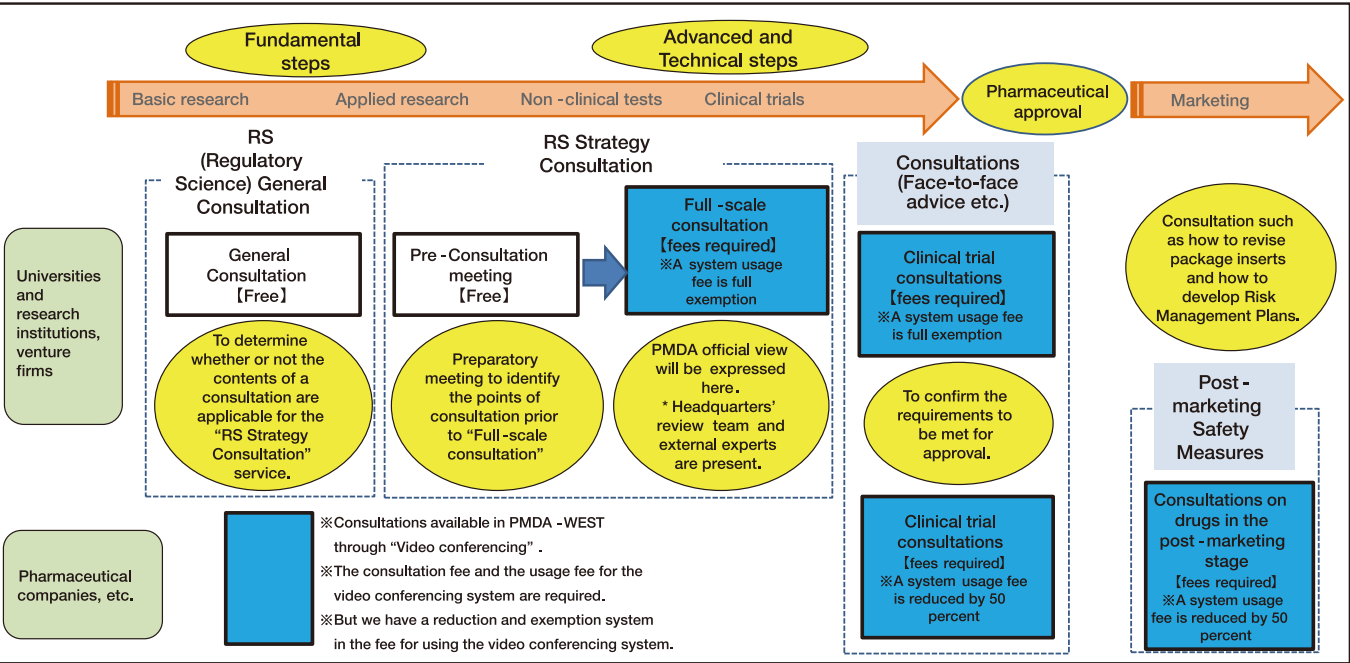 Fundamental
steps
Advanced and
Technical steps
Basic research
Applied research
Non-clinical tests
Clinical trials
Pharmaceutical
approval
Marketing
RS
(Regulatory
Science) General
Consultation
RS Strategy
Consultation
Consultations
(Face-to-face
advice etc.)
Universities
and
research
institutions,
venture
firms
General
Consultation
【Free】
Pre-Consultation
meeting
【Free】
Full-scale
consultation
【fees required】
※A system usage
fee is full
exemption
Clinical trial
consultations
【fees required】
※A system usage fee
is full exemption
Consultation such
as how to revise
package inserts
and how to
develop Risk
Management Plans.
To determine
whether or not the
contents of a
consultation are
applicable for the
“RS Strategy
Consultation”
service.
Preparatory
meeting to identify
the points of
consultation prior
to “Full-scale
consultation”
PMDA official view
will be expressed
here.
* Headquarters’
review team and
external experts
are present.
To confirm the
requirements to
be met for
approval.
Post-
marketing
Safety
Measures
Pharmaceutical
companies, etc.
※Consultations available in PMDA-WEST
through “Video conferencing”.
※The consultation fee and the usage fee for the
video conferencing system are required.
※But we have a reduction and exemption system
in the fee for using the video conferencing system.
Clinical trial
consultations
【fees required】
※A system usage fee
is reduced by 50
percent
Consultations on
drugs in the
post-marketing
stage
【fees required】
※A system usage
fee is reduced by 50
percent